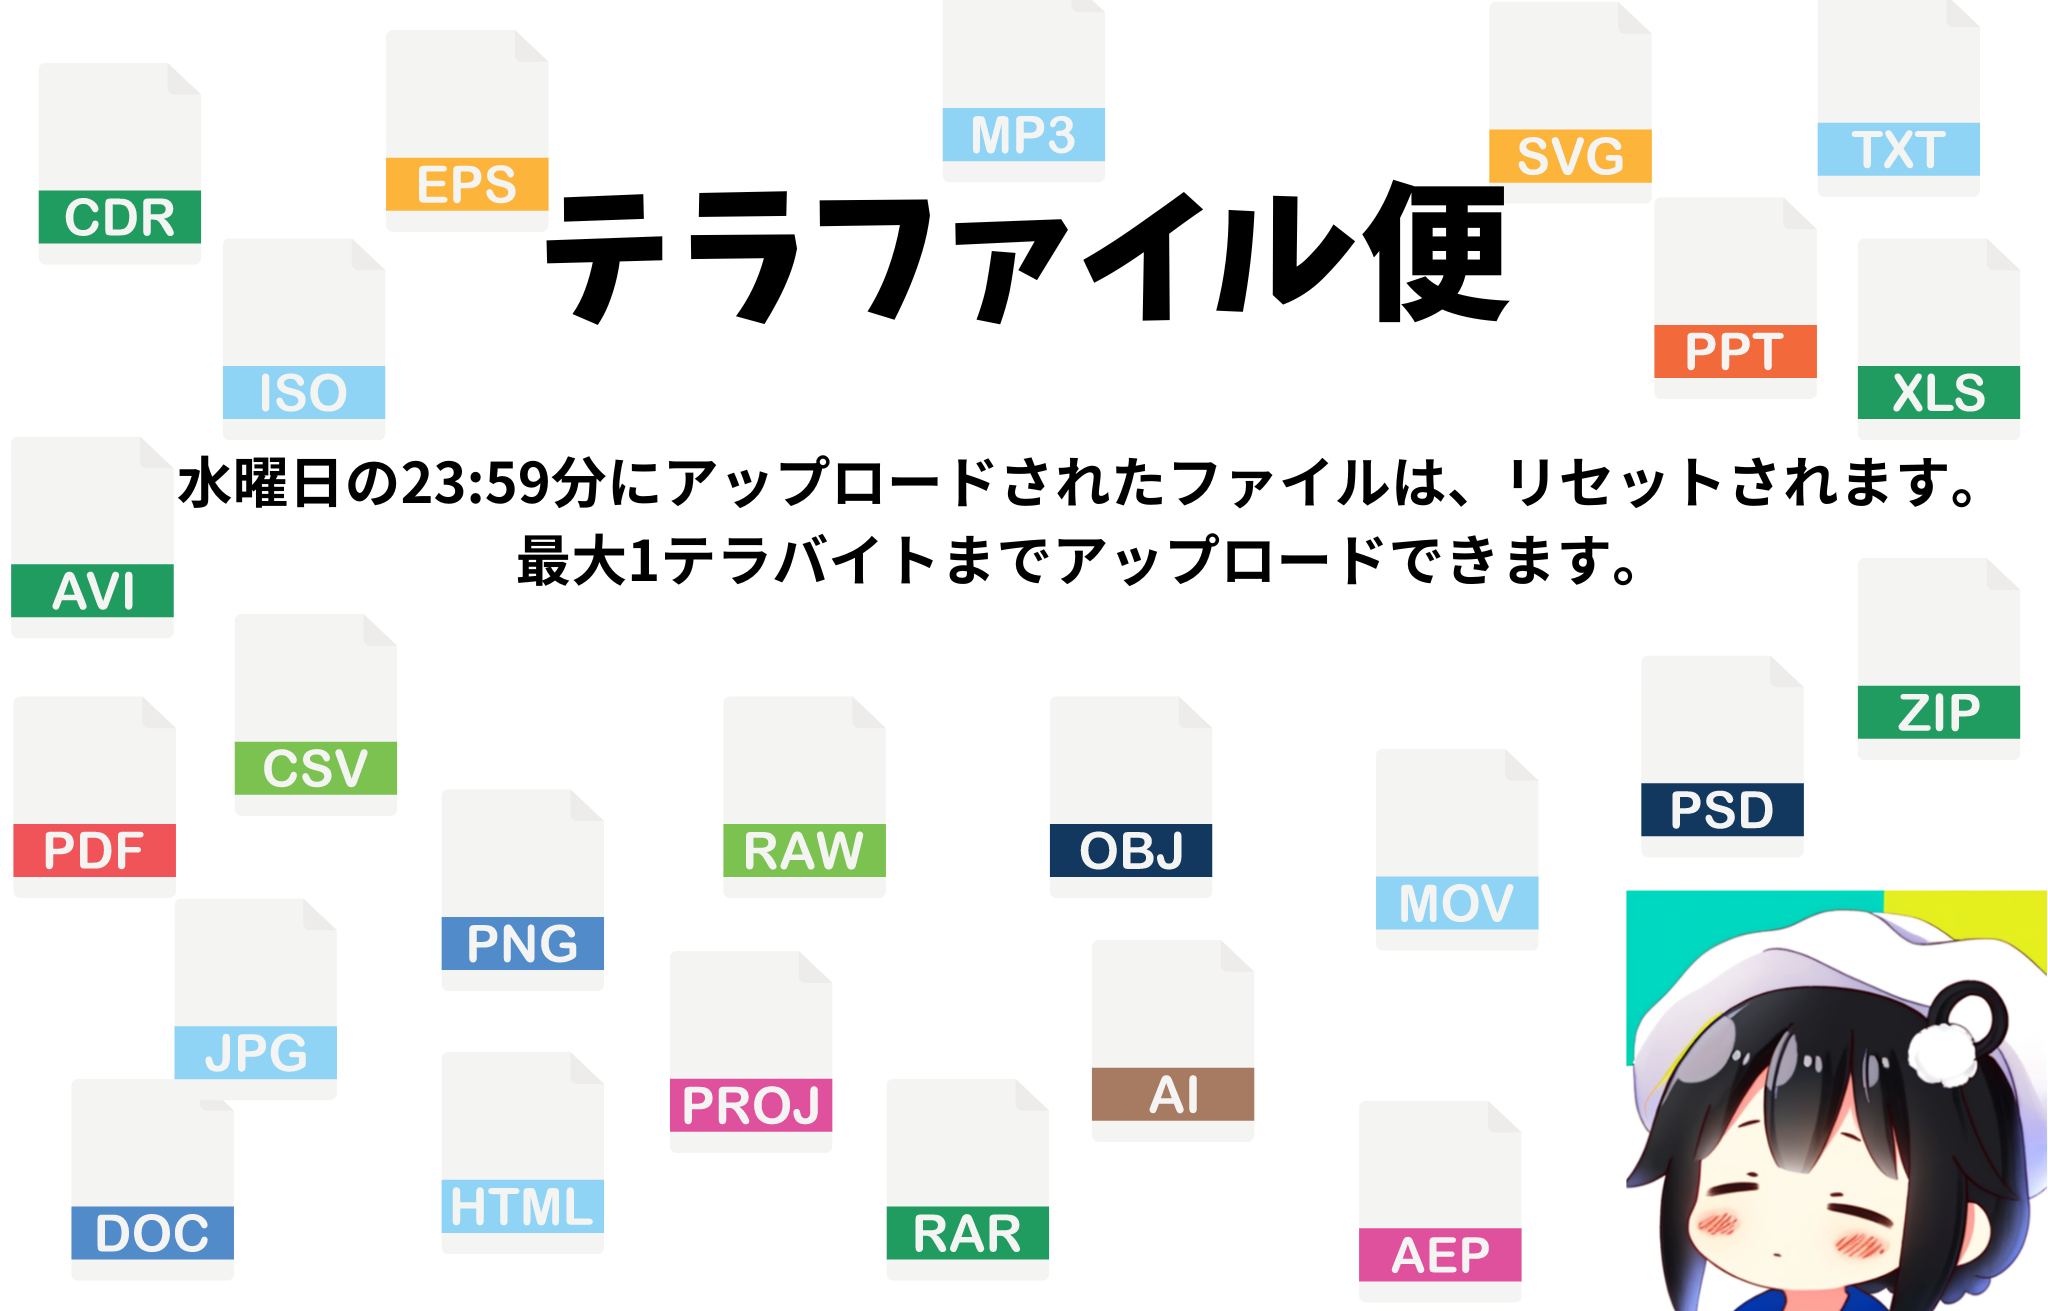 MP3
SVG
TXT
EPS
CDR
テラファイル便
PPT
ISO
XLS
水曜日の23:59分にアップロードされたファイルは、リセットされます。
最大1テラバイトまでアップロードできます。
AVI
ZIP
CSV
PSD
PDF
RAW
OBJ
MOV
PNG
JPG
PROJ
AI
HTML
DOC
RAR
AEP